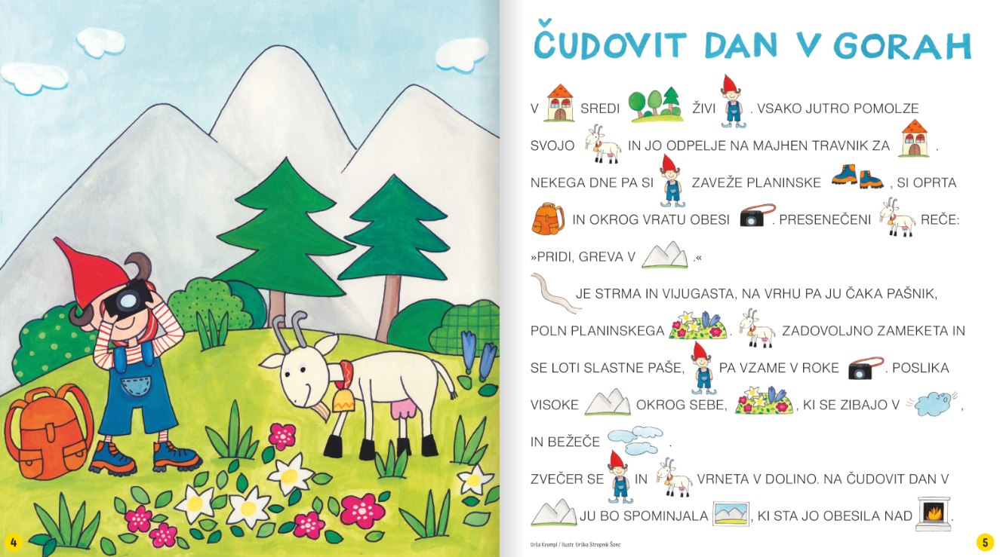 ČUDOVIT DAN V GORAH
V SREDI ŽIVI . VSAKO JUTRO POMOLZE
SVOJO IN JO ODPELJE NA MAJHEN TRAVNIK ZA .
NEKEGA DNE PA SI ZAVEŽE PLANINSKE , SI OPRTA
IN OKROG VRATU OBESI . PRESENEČENI REČE:
»PRIDI, GREVA V .«
JE STRMA IN VIJUGASTA, NA VRHU PA JU ČAKA PAŠNIK,
POLN PLANINSKEGA . ZADOVOLJNO ZAMEKETA IN
SE LOTI SLASTNE PAŠE, PA VZAME V ROKE . POSLIKA
VISOKE OKROG SEBE, , KI SE ZIBAJO V ,
IN BEŽEČE .
ZVEČER SE IN VRNETA V DOLINO. NA ČUDOVIT DAN V
JU BO SPOMINJALA , KI STA JO OBESILA NAD .
Urša Krempl / Ilustr. Urška Stropnik Šonc
4
5